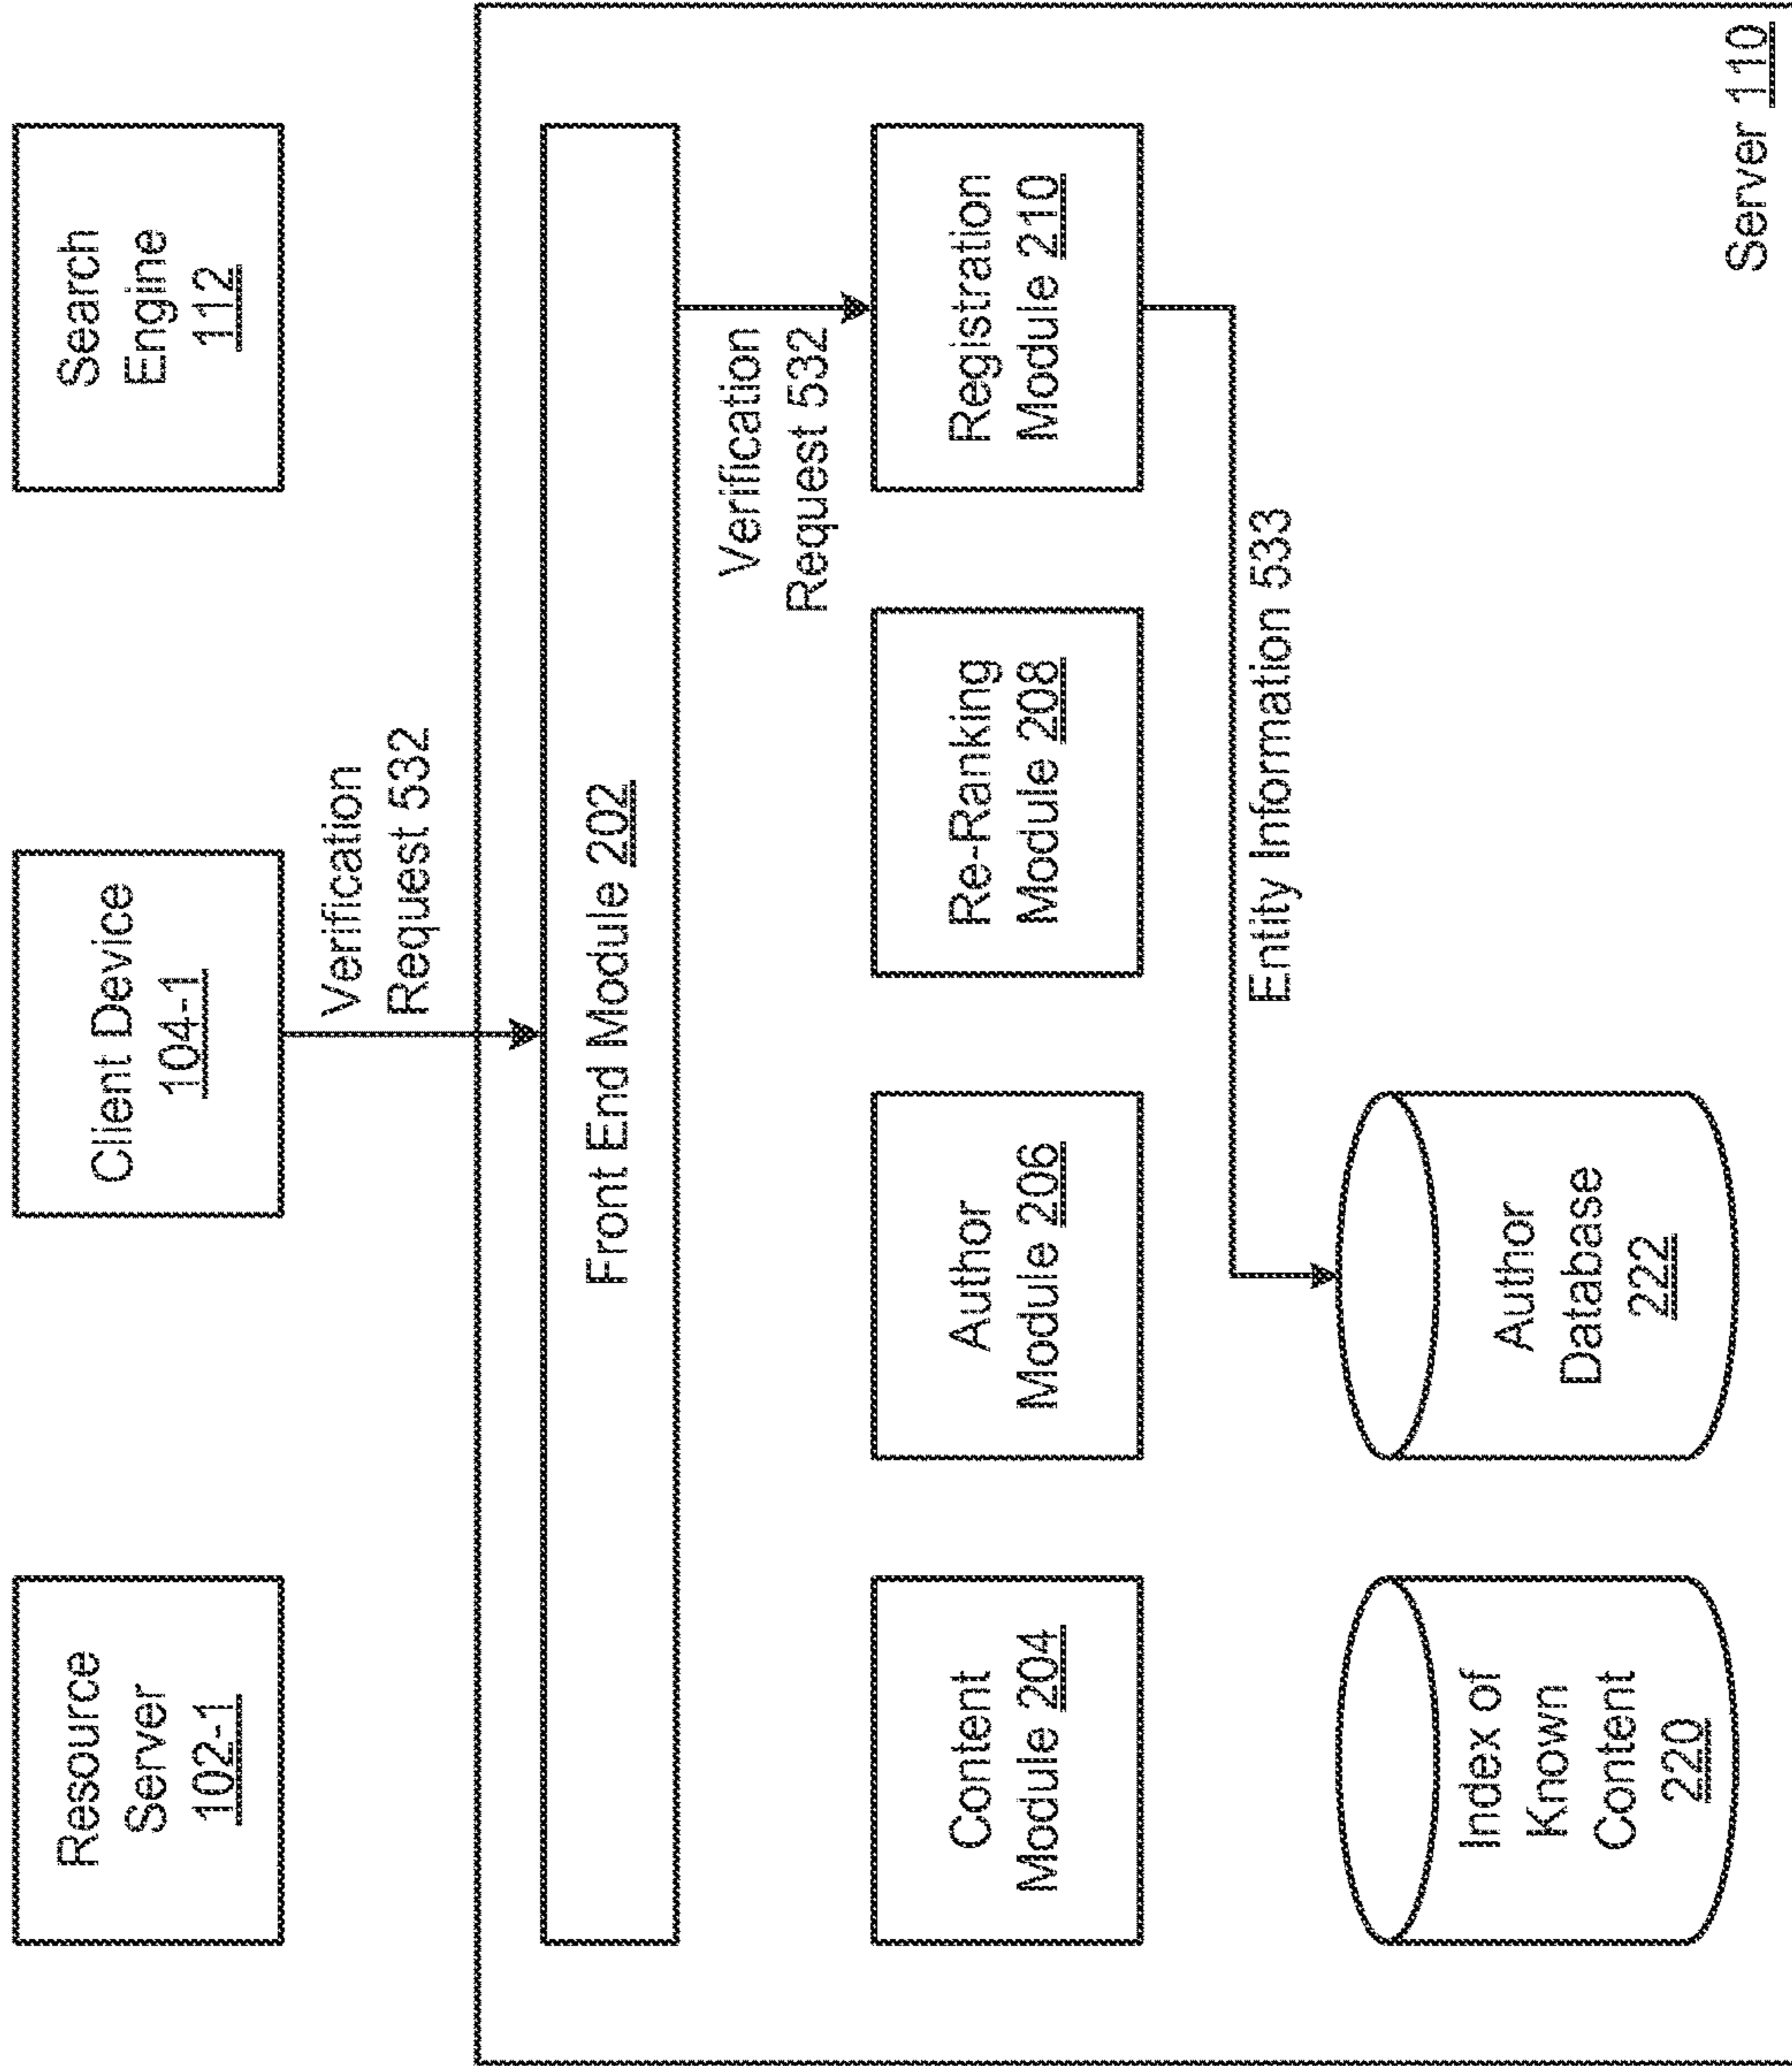 Resource
Server
102-1
Client Device
104-1
Search
Engine
112
Verification
Request 532
Front End Module 202
Verification
Request 532
Content
Module 204
Author
Module 206
Re-Ranking
Module 208
Registration
Module 210
Entity Information 533
Index of
Known
Content
220
Author
Database
222
Server 110